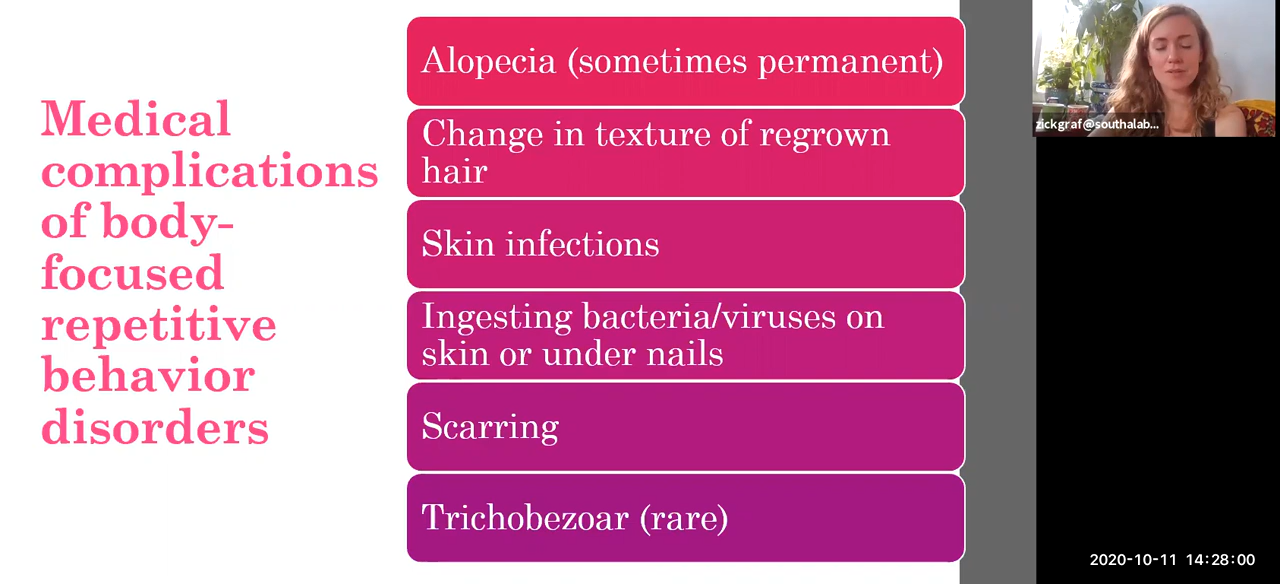 Medical
complications
of body-
focused
repetitive
behavior
disorders
Alopecia (sometimes permanent)
Change in texture of regrown
hair
Skin infections
Ingesting bacteria/viruses on
skin or under nails
Scarring
Trichobezoar (rare)
zickgraf@southalab...
2020-10-11 14:28:00